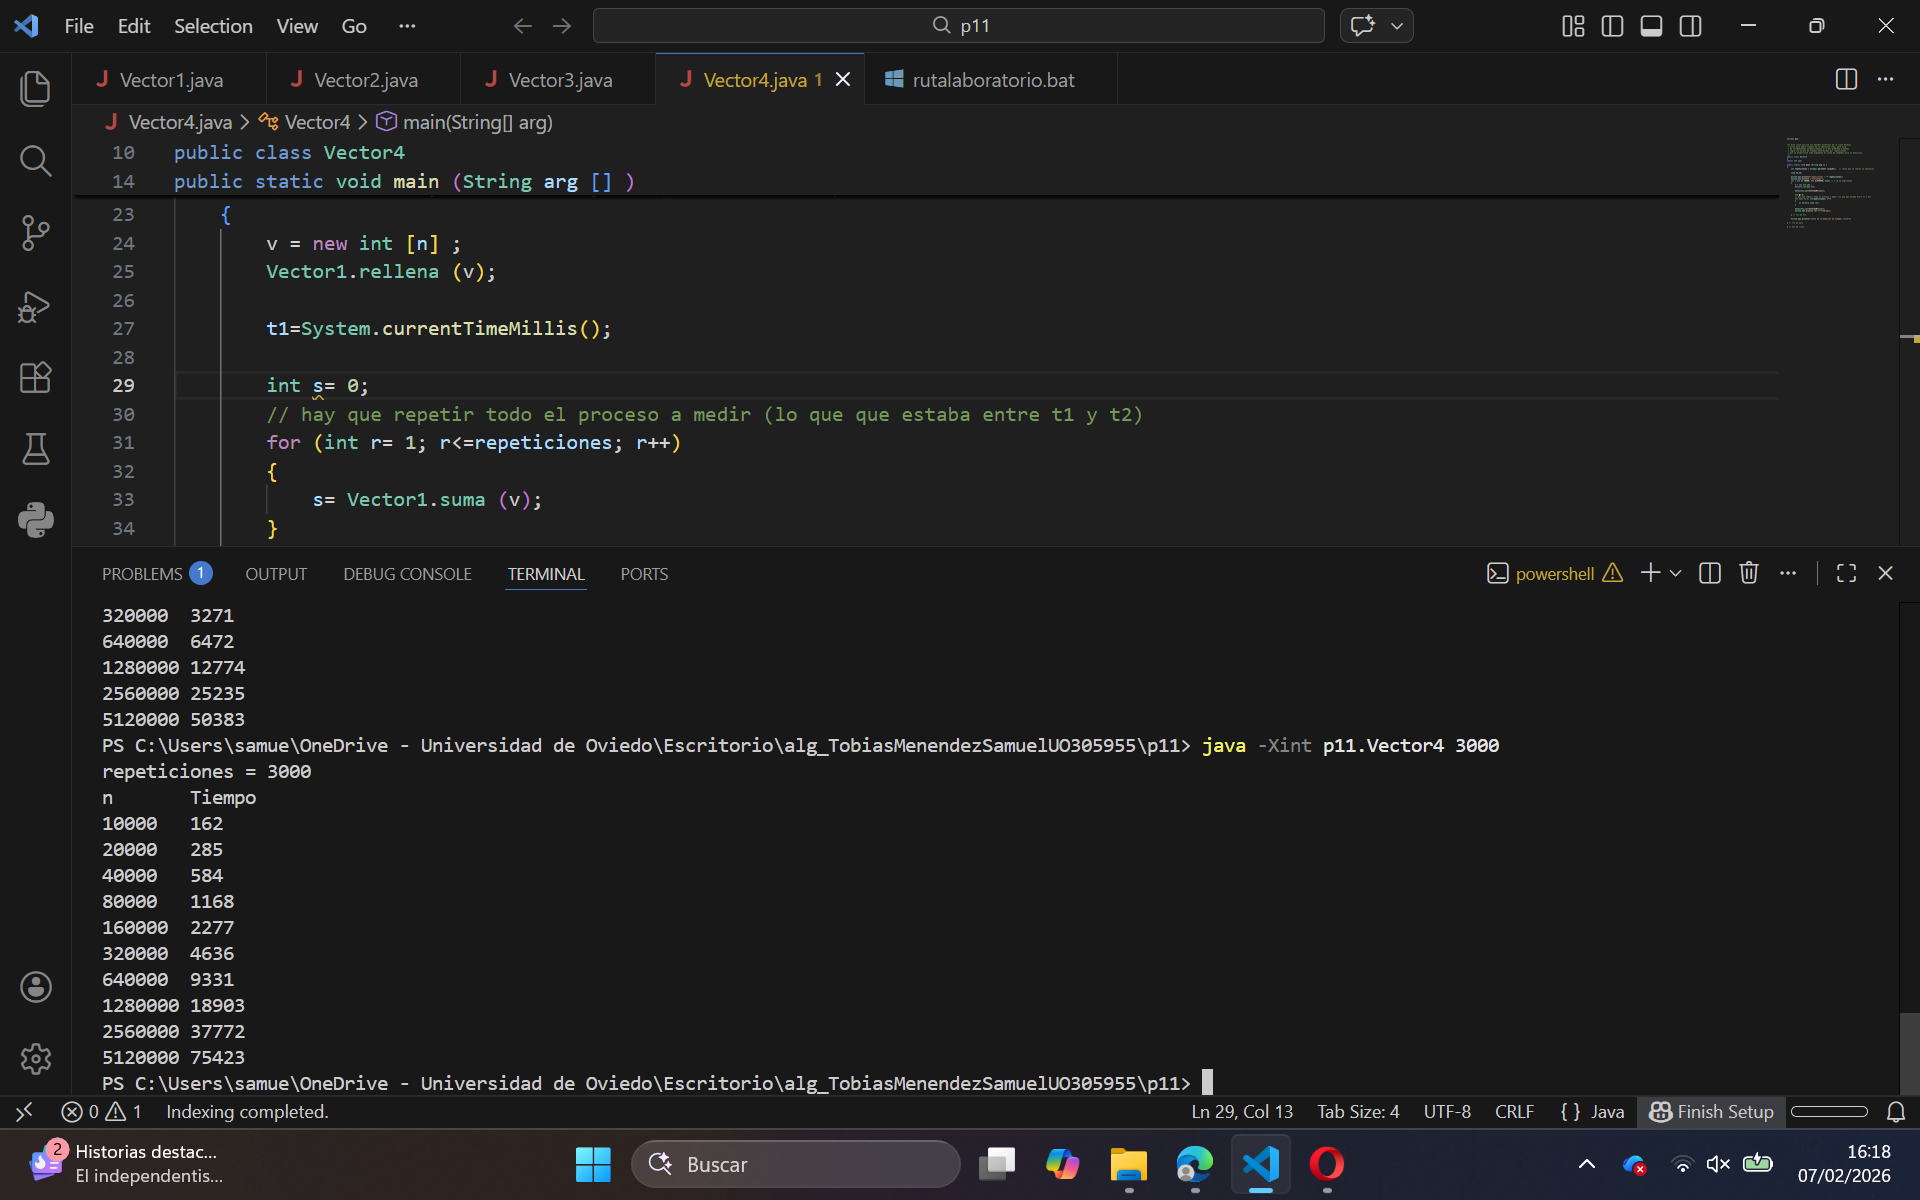 File Edit Selection View Go ··· p11
Vector1.java Vector2.java Vector3.java Vector4.java 1 rutalaboratorio.bat
Vector4.java > Vector4 > main(String[] arg)
10 public class Vector4
14 public static void main (String arg [] )
23 {
24 v = new int [n] ;
25 Vector1.rellena (v);
26
27 t1=System.currentTimeMillis();
28
29 int s= 0;
30 // hay que repetir todo el proceso a medir (lo que que estaba entre t1 y t2)
31 for (int r= 1; r<=repeticiones; r++)
32 {
33 s= Vector1.suma (v);
34 }
PROBLEMS 1 OUTPUT DEBUG CONSOLE TERMINAL PORTS powershell
320000 3271
640000 6472
1280000 12774
2560000 25235
5120000 50383
PS C:\Users\samue\OneDrive - Universidad de Oviedo\Escritorio\alg_TobiasMenendezSamuelUO305955\p11> java -Xint p11.Vector4 3000
repeticiones = 3000
n Tiempo
10000 162
20000 285
40000 584
80000 1168
160000 2277
320000 4636
640000 9331
1280000 18903
2560000 37772
5120000 75423
PS C:\Users\samue\OneDrive - Universidad de Oviedo\Escritorio\alg_TobiasMenendezSamuelUO305955\p11>
0 1 Indexing completed. Ln 29, Col 13 Tab Size: 4 UTF-8 CRLF { } Java Finish Setup
2 Historias destac...
El independentis...
Buscar
16:18
07/02/2026